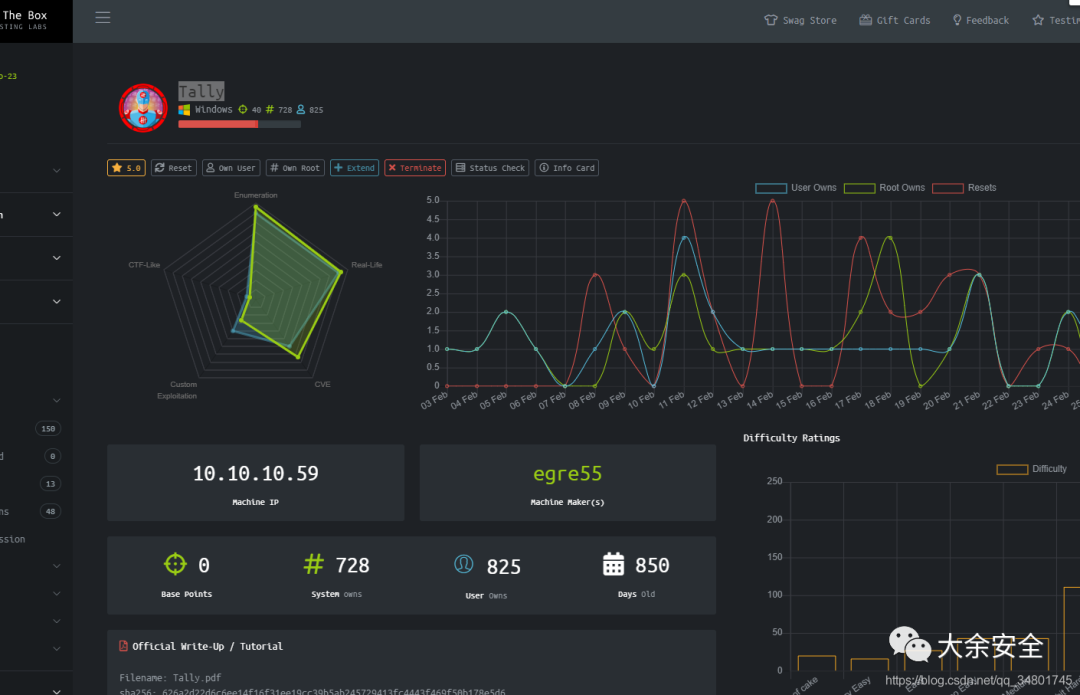 The Box
STING LABS
Swag Store
Gift Cards
Feedback
Testim
o-23
Tally
Windows 40 # 728 825
5.0
Reset
Own User
# Own Root
Extend
Terminate
Status Check
Info Card
Enumeration
Real-Life
CVE
Custom
Exploitation
CTF-Like
User Owns
Root Owns
Resets
5.0
4.5
4.0
3.5
3.0
2.5
2.0
1.5
1.0
0.5
0
03 Feb
04 Feb
05 Feb
06 Feb
07 Feb
08 Feb
09 Feb
10 Feb
11 Feb
12 Feb
13 Feb
14 Feb
15 Feb
16 Feb
17 Feb
18 Feb
19 Feb
20 Feb
21 Feb
22 Feb
23 Feb
24 Feb
150
0
13
48
ssion
10.10.10.59
Machine IP
egre55
Machine Maker(s)
0
Base Points
# 728
System owns
825
User Owns
850
Days Old
Difficulty Ratings
Difficulty
250
200
150
100
50
0
of cake
Easy
Official Write-Up / Tutorial
Filename: Tally.pdf
大余安全
https://blog.csdn.net/qq_34801745